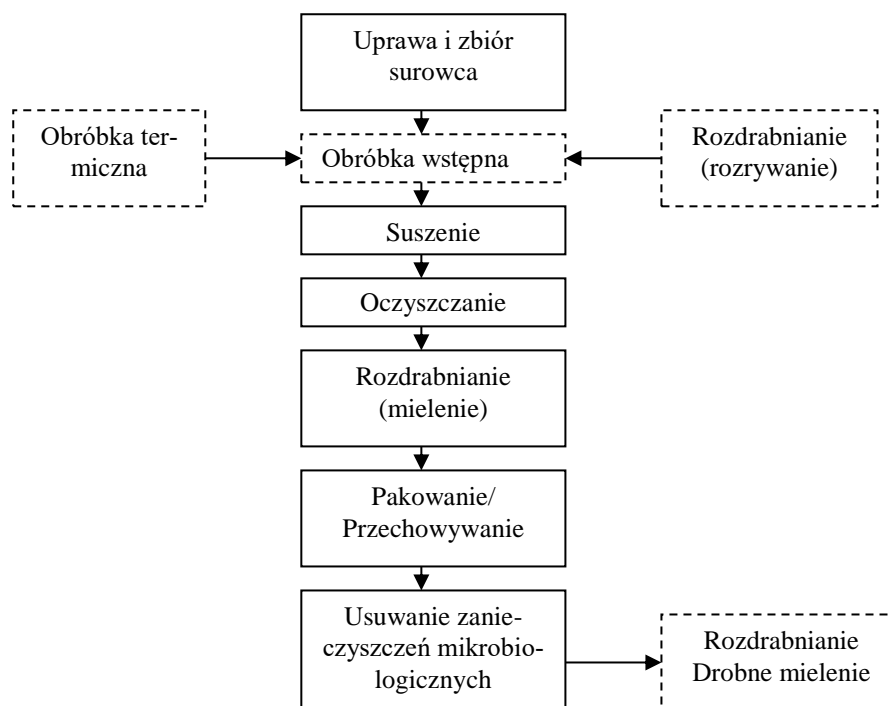 Uprawa i zbiór
surowca
Obróbka ter-
miczna
Obróbka wstępna
Rozdrabnianie
(rozrywanie)
Suszenie
Oczyszczanie
Rozdrabnianie
(mielenie)
Pakowanie/
Przechowywanie
Usuwanie zanie-
czyszczeń mikrobio-
logicznych
Rozdrabnianie
Drobne mielenie